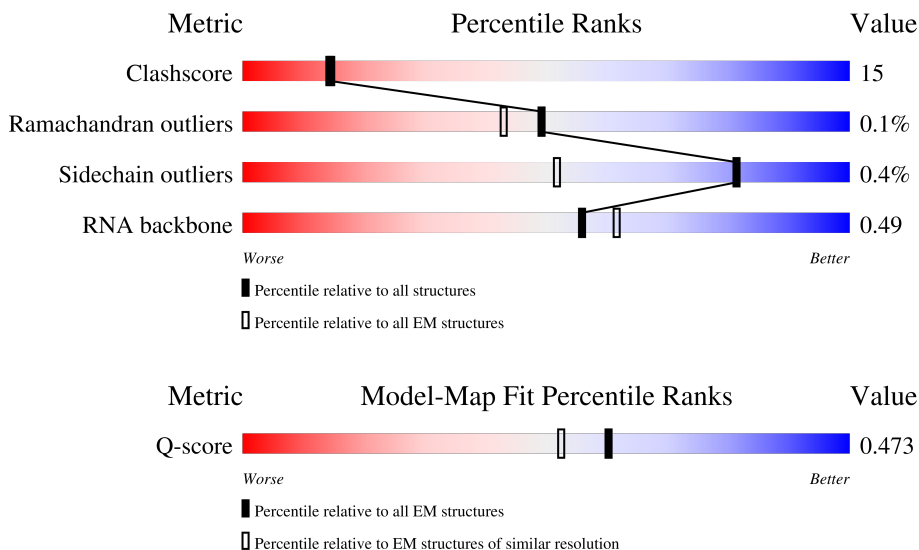 Metric Percentile Ranks Value
Clashscore 15
Ramachandran outliers 0.1%
Sidechain outliers 0.4%
RNA backbone 0.49
Worse Better
Percentile relative to all structures
Percentile relative to all EM structures
Metric Model-Map Fit Percentile Ranks Value
Q-score 0.473
Worse Better
Percentile relative to all EM structures
Percentile relative to EM structures of similar resolution